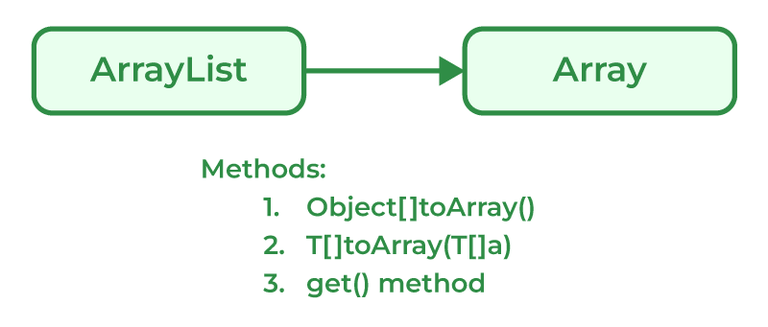 ArrayList
Array
Methods:
1. Object[]toArray()
2. T[]toArray(T[]a)
3. get() method